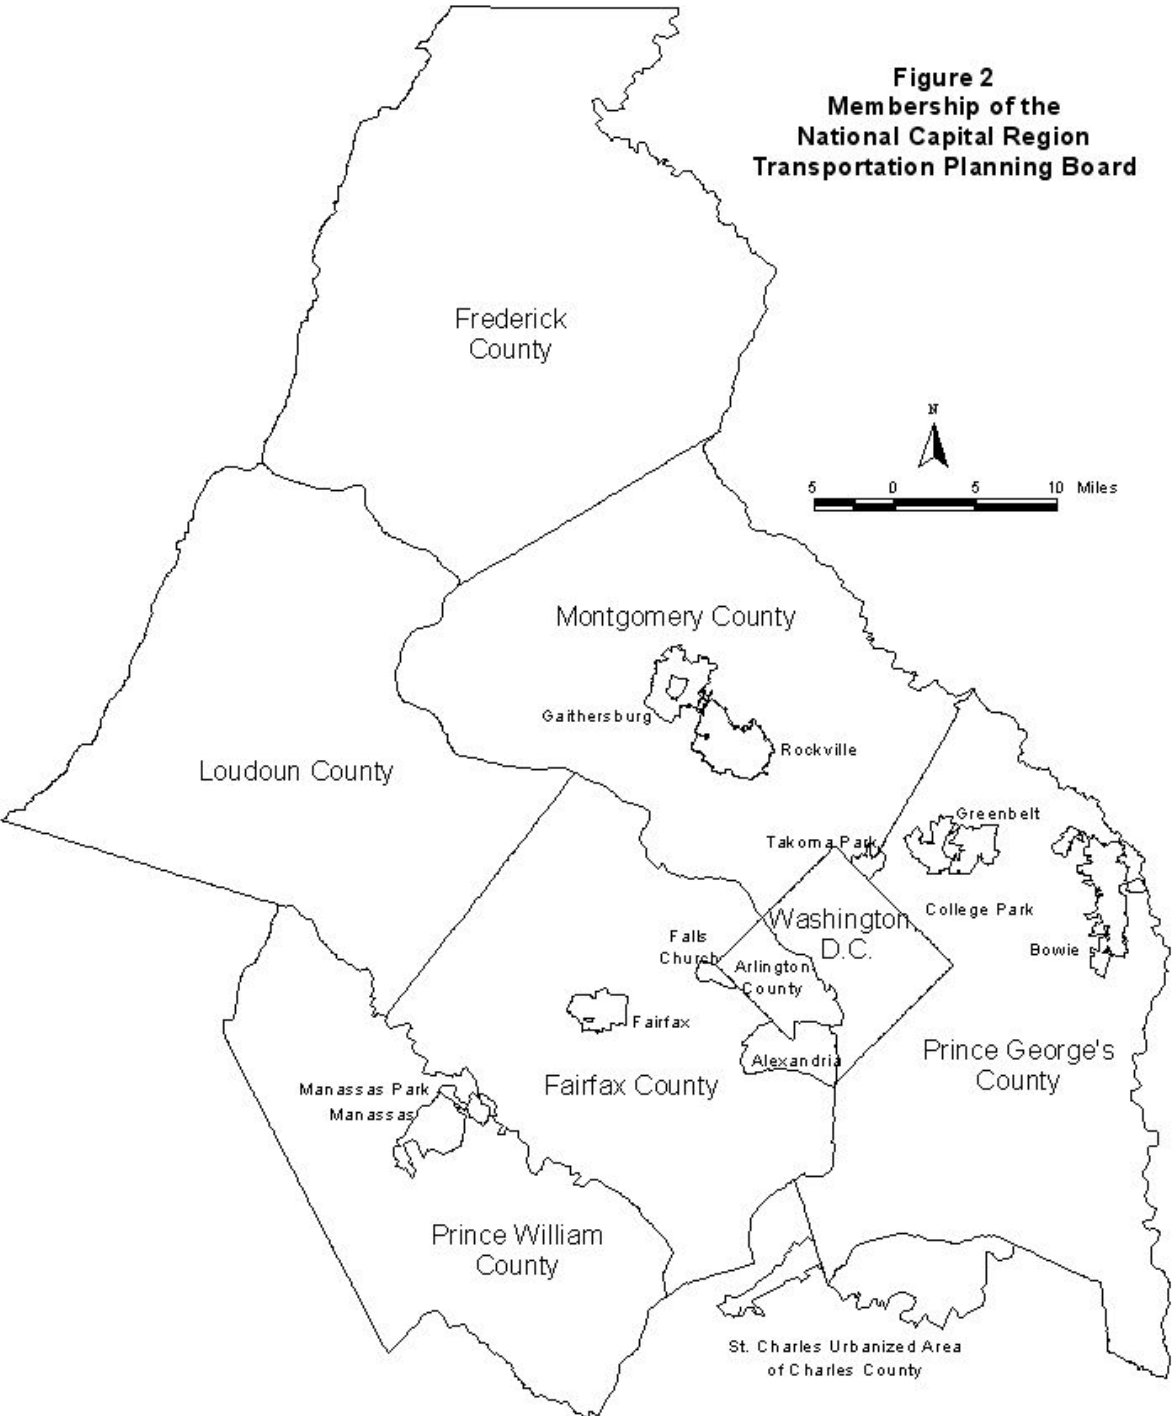 Figure 2
Membership of the
National Capital Region
Transportation Planning Board
Frederick
County
N
5 0 5 10 Miles
Montgomery County
Gaithersburg
Rockville
Loudoun County
Greenbelt
Takoma Park
Washington
D.C.
College Park
Falls
Church
Bowie
Arlington
County
Fairfax
Prince George's
County
Alexandria
Fairfax County
Manassas Park
Manassas
Prince William
County
St. Charles Urbanized Area
of Charles County